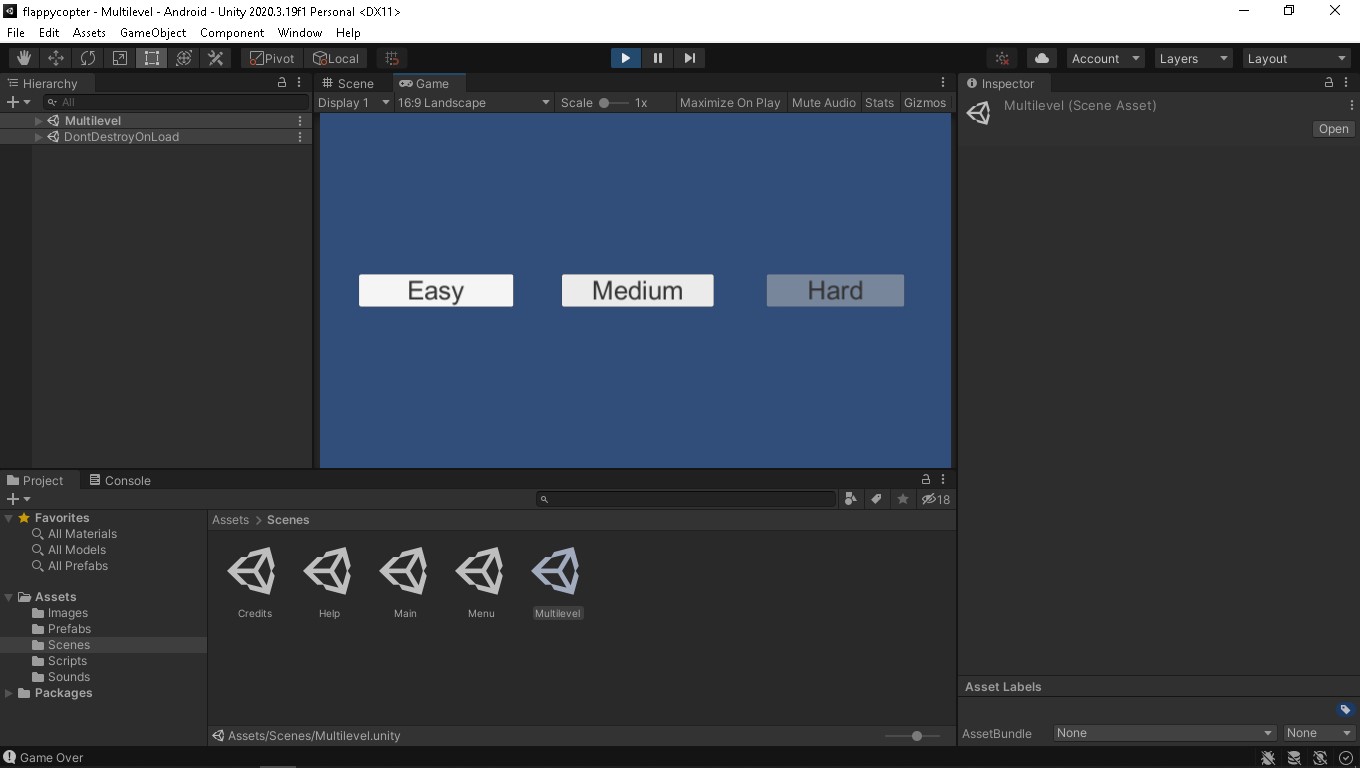 flappycopter - Multilevel - Android - Unity 2020.3.19f1 Personal <DX11>
File Edit Assets GameObject Component Window Help
Pivot Local Account Layers Layout
Hierarchy
All
Multilevel
DontDestroyOnLoad
Scene Game
Display 1 16:9 Landscape Scale 1x Maximize On Play Mute Audio Stats Gizmos
Easy Medium Hard
Inspector
Multilevel (Scene Asset)
Open
Project Console
18
Favorites
All Materials
All Models
All Prefabs
Assets
Images
Prefabs
Scenes
Scripts
Sounds
Packages
Assets > Scenes
Credits Help Main Menu Multilevel
Assets/Scenes/Multilevel.unity
Asset Labels
AssetBundle None None
Game Over